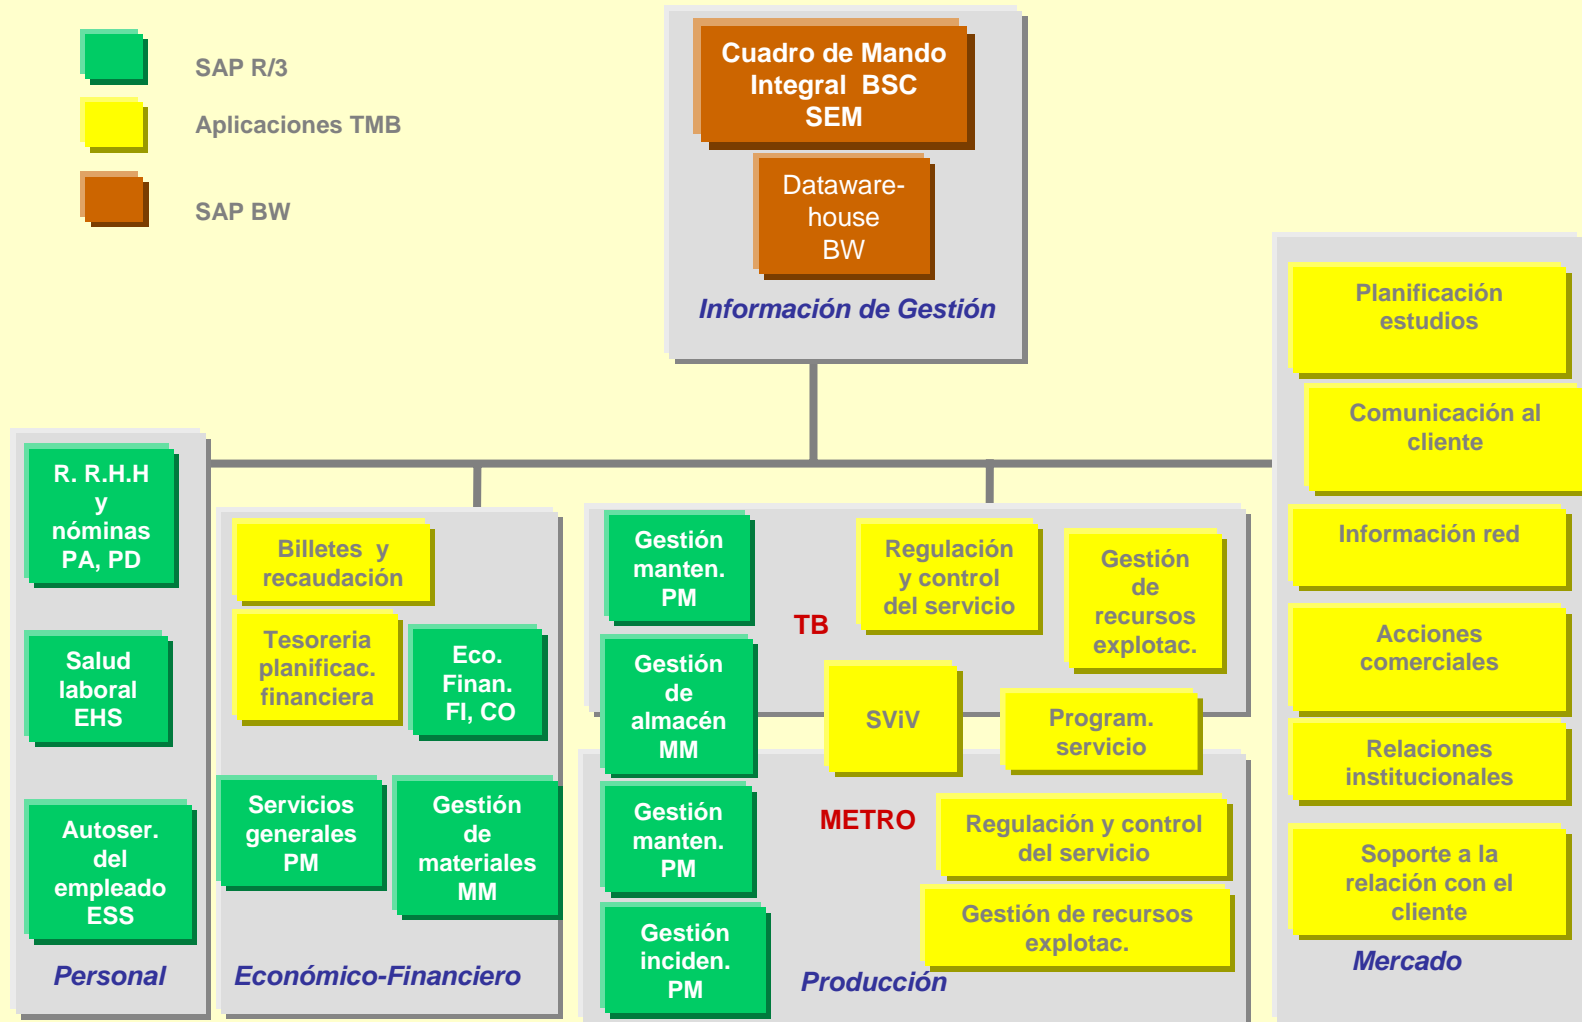 SAP R/3
Aplicaciones TMB
SAP BW
Cuadro de Mando
Integral BSC
SEM
Dataware-
house
BW
Información de Gestión
R. R.H.H
y
nóminas
PA, PD
Salud
laboral
EHS
Autoser.
del
empleado
ESS
Personal
Billetes y
recaudación
Tesoreria
planificac.
financiera
Eco.
Finan.
FI, CO
Servicios
generales
PM
Gestión
de
materiales
MM
Económico-Financiero
Gestión
manten.
PM
Gestión
de
almacén
MM
TB
Regulación
y control
del servicio
Gestión
de
recursos
explotac.
SViV
Program.
servicio
Gestión
manten.
PM
METRO
Regulación y control
del servicio
Gestión
inciden.
PM
Gestión de recursos
explotac.
Producción
Planificación
estudios
Comunicación al
cliente
Información red
Acciones
comerciales
Relaciones
institucionales
Soporte a la
relación con el
cliente
Mercado